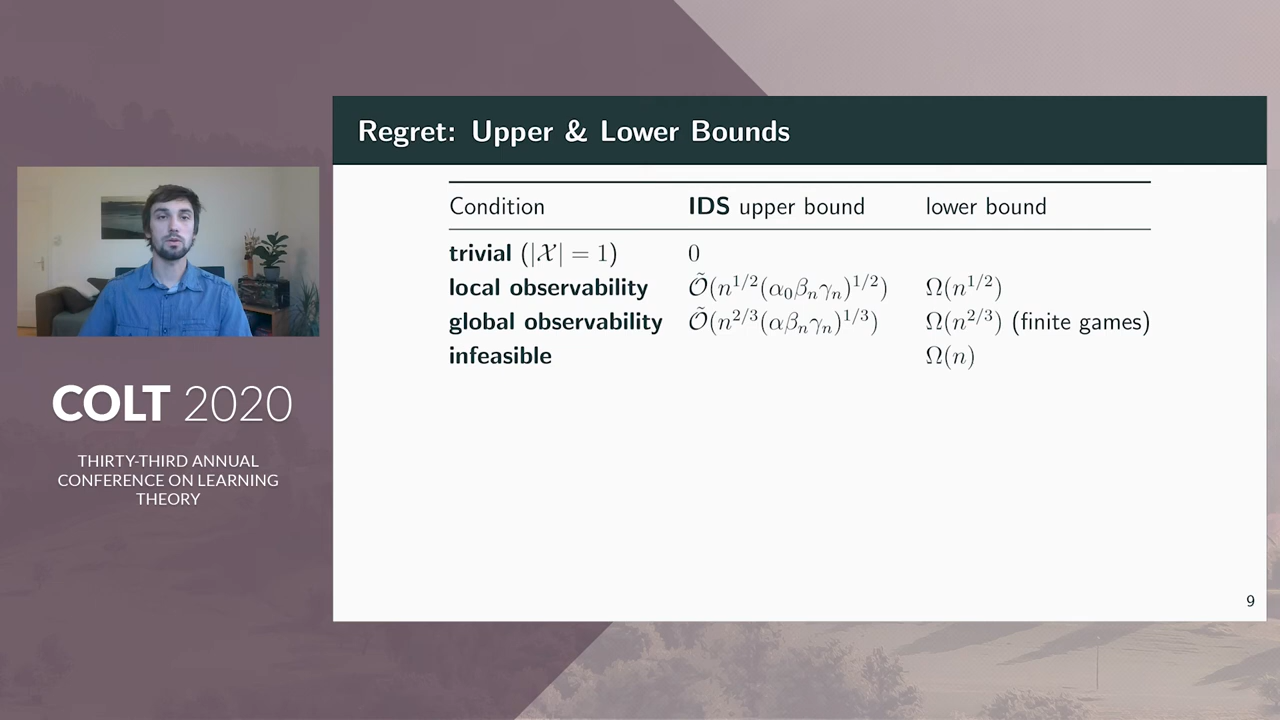 Regret: Upper & Lower Bounds
Condition IDS upper bound lower bound
trivial (|𝒳| = 1) 0
local observability Õ(n^{1/2}(α_0β_nγ_n)^{1/2}) Ω(n^{1/2})
global observability Õ(n^{2/3}(αβ_nγ_n)^{1/3}) Ω(n^{2/3}) (finite games)
infeasible Ω(n)
9
COLT 2020
THIRTY-THIRD ANNUAL
CONFERENCE ON LEARNING
THEORY